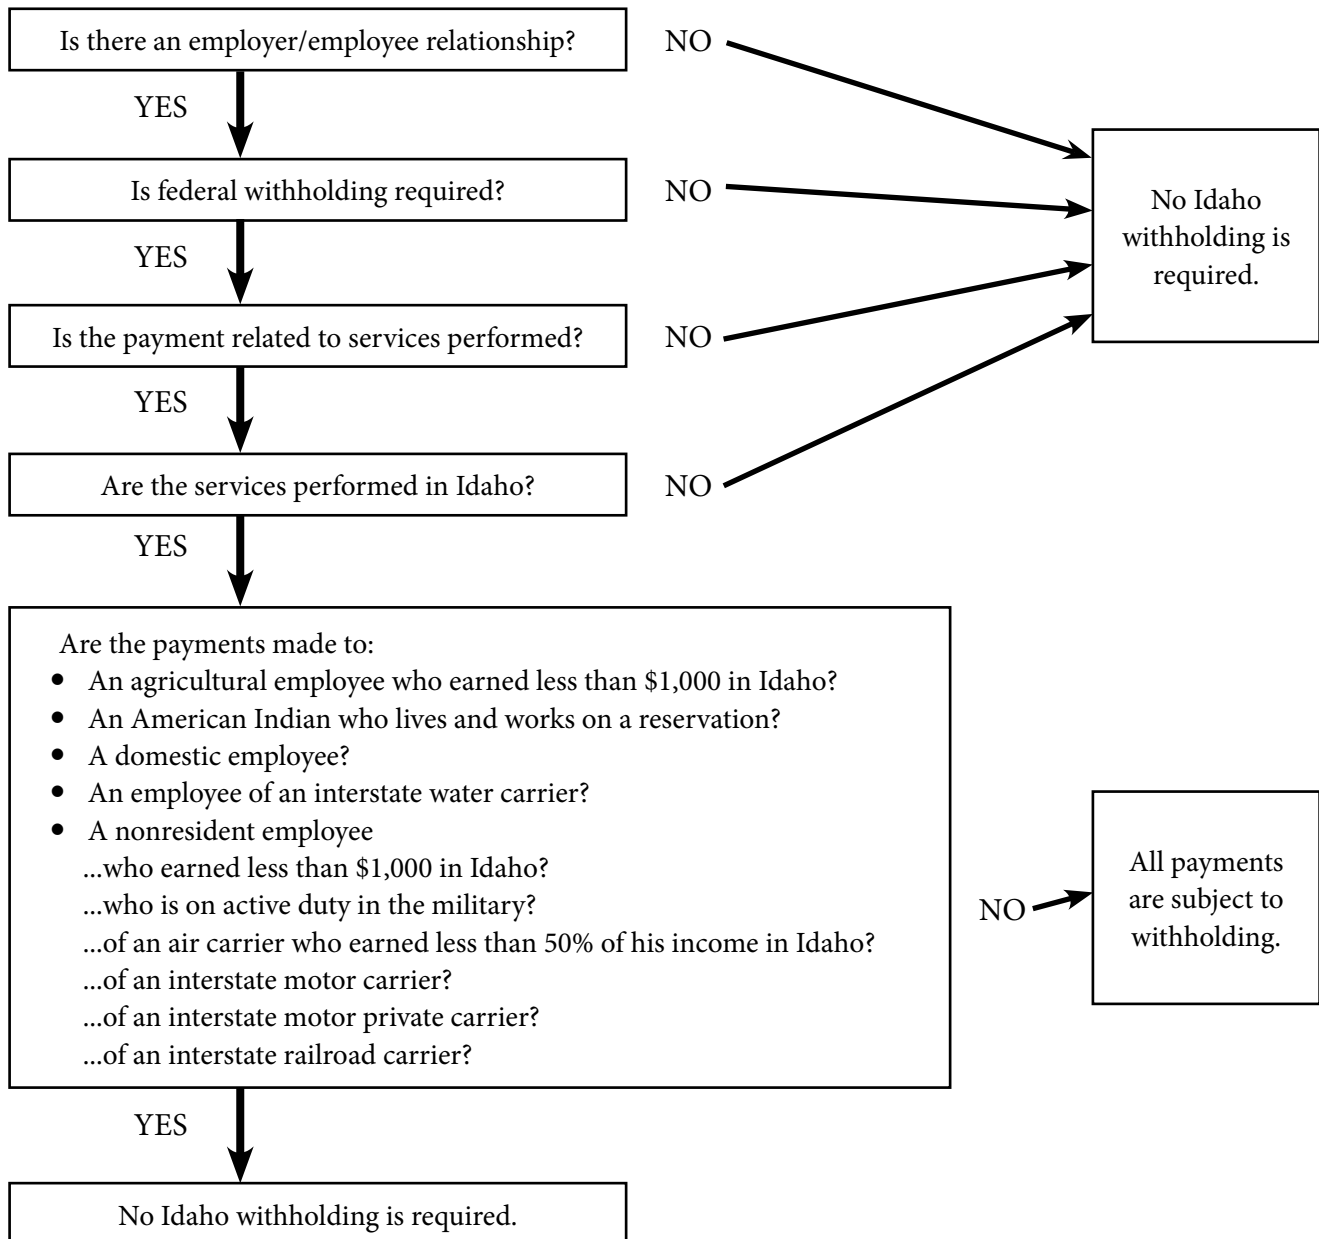 Is there an employer/employee relationship?
NO
YES
Is federal withholding required?
NO
No Idaho
withholding is
required.
YES
Is the payment related to services performed?
NO
YES
Are the services performed in Idaho?
NO
YES
Are the payments made to:
• An agricultural employee who earned less than $1,000 in Idaho?
• An American Indian who lives and works on a reservation?
• A domestic employee?
• An employee of an interstate water carrier?
• A nonresident employee
...who earned less than $1,000 in Idaho?
...who is on active duty in the military?
...of an air carrier who earned less than 50% of his income in Idaho?
...of an interstate motor carrier?
...of an interstate motor private carrier?
...of an interstate railroad carrier?
NO
All payments
are subject to
withholding.
YES
No Idaho withholding is required.